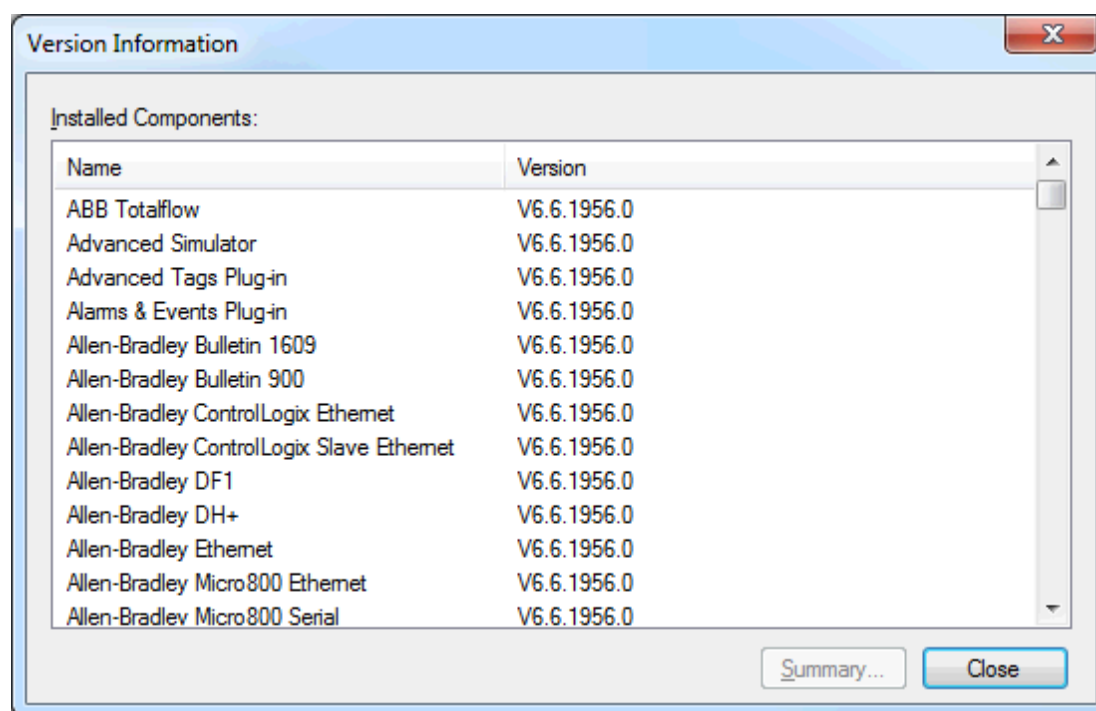 Version Information
Installed Components:
Name Version
ABB Totalflow V6.6.1956.0
Advanced Simulator V6.6.1956.0
Advanced Tags Plug-in V6.6.1956.0
Alarms & Events Plug-in V6.6.1956.0
Allen-Bradley Bulletin 1609 V6.6.1956.0
Allen-Bradley Bulletin 900 V6.6.1956.0
Allen-Bradley ControlLogix Ethernet V6.6.1956.0
Allen-Bradley ControlLogix Slave Ethernet V6.6.1956.0
Allen-Bradley DF1 V6.6.1956.0
Allen-Bradley DH+ V6.6.1956.0
Allen-Bradley Ethernet V6.6.1956.0
Allen-Bradley Micro800 Ethernet V6.6.1956.0
Allen-Bradley Micro800 Serial V6.6.1956.0
Summary... Close